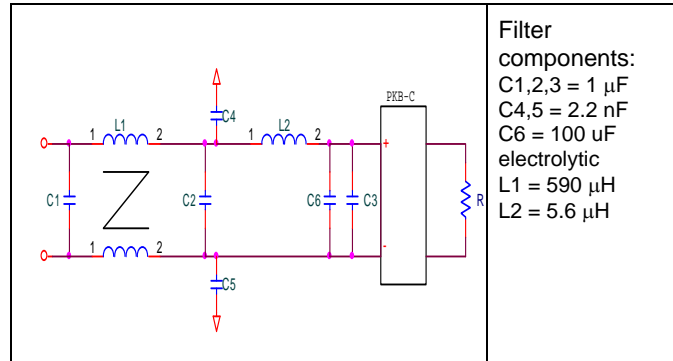 C4
PKB-C
1 L1 2
1 L2 2
+
C1
C2
C6
C3
R
1 2
-
C5
Filter
components:
C1,2,3 = 1 μF
C4,5 = 2.2 nF
C6 = 100 uF
electrolytic
L1 = 590 μH
L2 = 5.6 μH